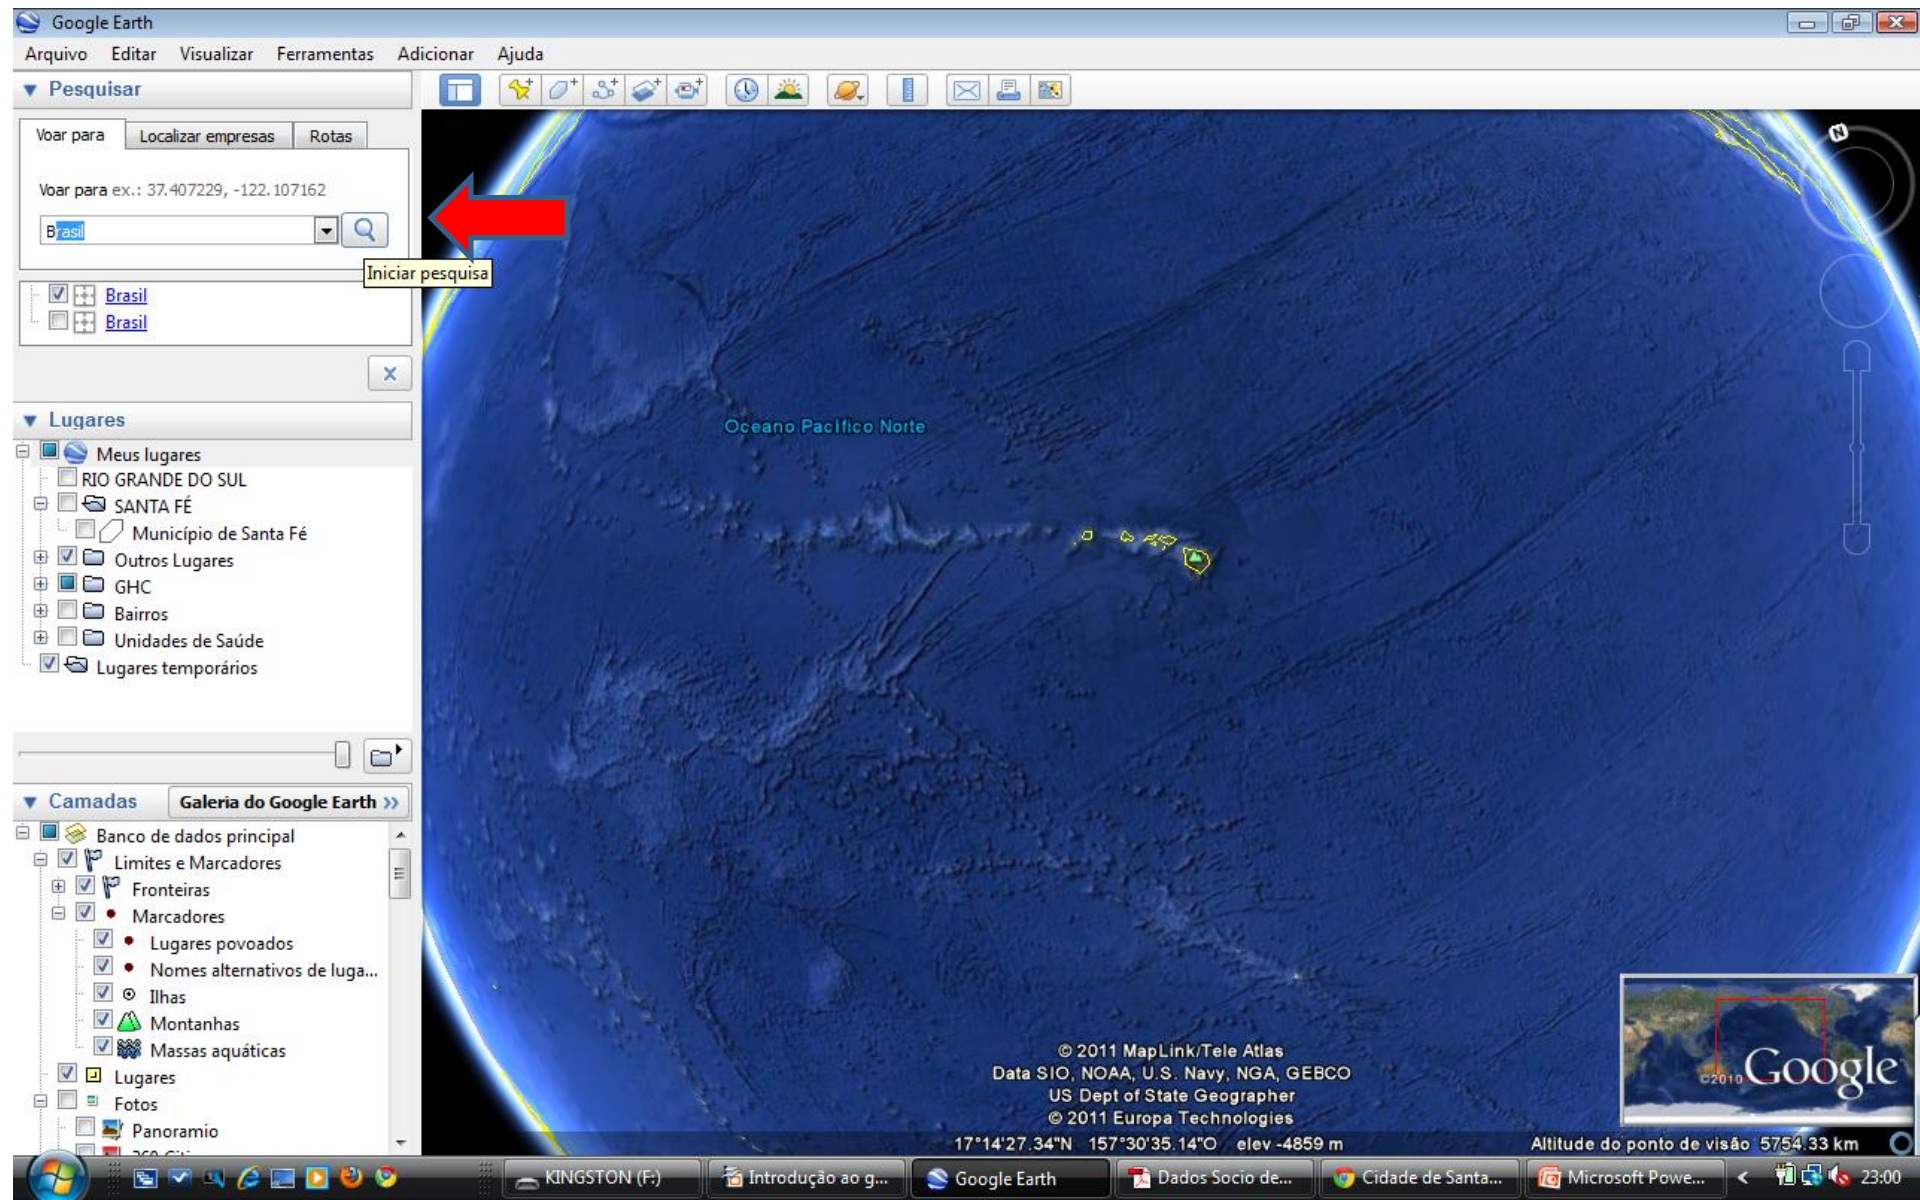 Google Earth
Arquivo Editar Visualizar Ferramentas Adicionar Ajuda
Pesquisar
Voar para Localizar empresas Rotas
Voar para ex.: 37.407229, -122.107162
Brasil
Iniciar pesquisa
Brasil
Brasil
Lugares
Meus lugares
RIO GRANDE DO SUL
SANTA FÉ
Município de Santa Fé
Outros Lugares
GHC
Bairros
Unidades de Saúde
Lugares temporários
Camadas Galeria do Google Earth >>
Banco de dados principal
Limites e Marcadores
Fronteiras
Marcadores
Lugares povoados
Nomes alternativos de luga...
Ilhas
Montanhas
Massas aquáticas
Lugares
Fotos
Panoramio
N
Oceano Pacífico Norte
© 2011 MapLink/Tele Atlas
Data SIO, NOAA, U.S. Navy, NGA, GEBCO
US Dept of State Geographer
© 2011 Europa Technologies
©2010 Google
17°14'27.34"N 157°30'35.14"O elev -4859 m Altitude do ponto de visão 5754.33 km
KINGSTON (F:) Introdução ao g... Google Earth Dados Socio de... Cidade de Santa... Microsoft Powe... < 23:00